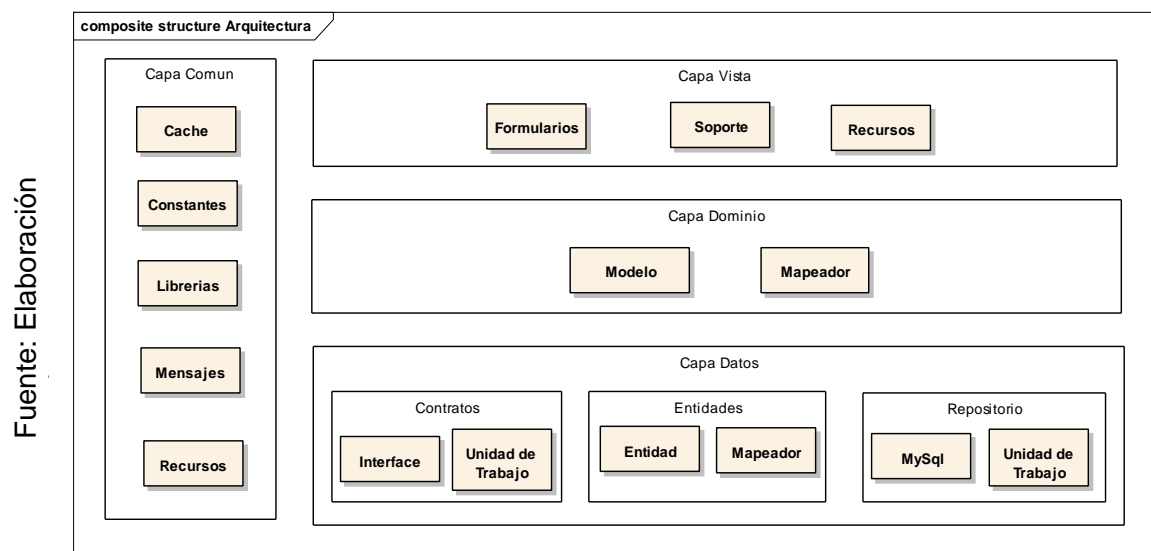 composite structure Arquitectura
Capa Comun
Cache
Constantes
Librerias
Mensajes
Recursos
Capa Vista
Formularios
Soporte
Recursos
Capa Dominio
Modelo
Mapeador
Capa Datos
Contratos
Interface
Unidad de
Trabajo
Entidades
Entidad
Mapeador
Repositorio
MySql
Unidad de
Trabajo
Fuente: Elaboración